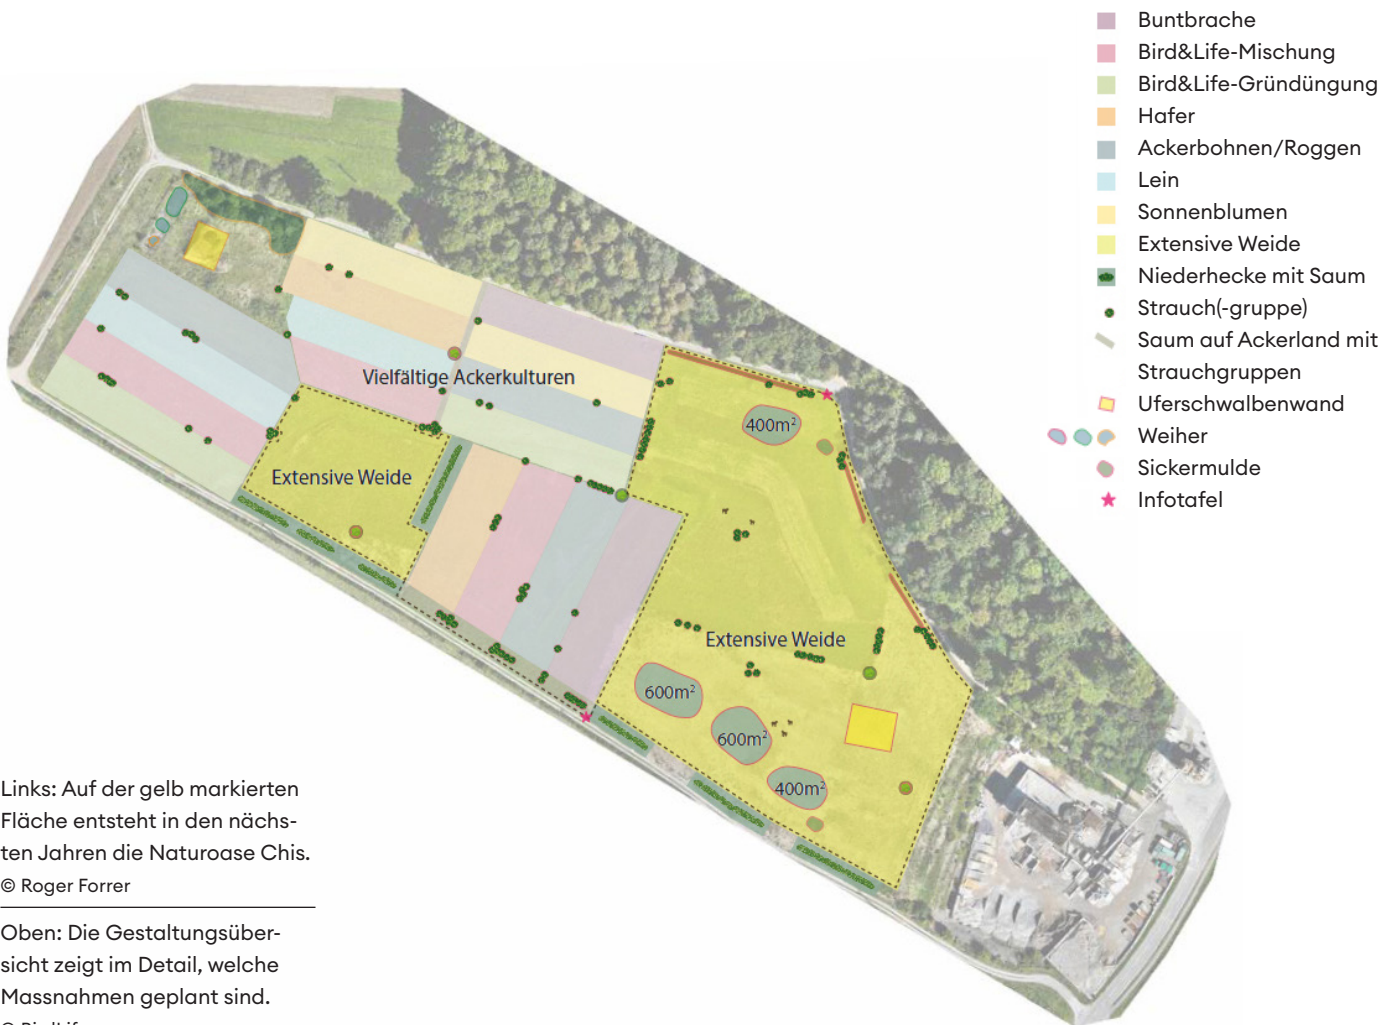 Buntbrache
Bird&Life-Mischung
Bird&Life-Gründüngung
Hafer
Ackerbohnen/Roggen
Lein
Sonnenblumen
Extensive Weide
Niederhecke mit Saum
Strauch(-gruppe)
Saum auf Ackerland mit
Strauchgruppen
Uferschwalbenwand
Weiher
Sickermulde
Infotafel
Vielfältige Ackerkulturen
400m²
Extensive Weide
Extensive Weide
600m²
600m²
400m²
Links: Auf der gelb markierten
Fläche entsteht in den nächs-
ten Jahren die Naturoase Chis.
© Roger Forrer
Oben: Die Gestaltungsüber-
sicht zeigt im Detail, welche
Massnahmen geplant sind.